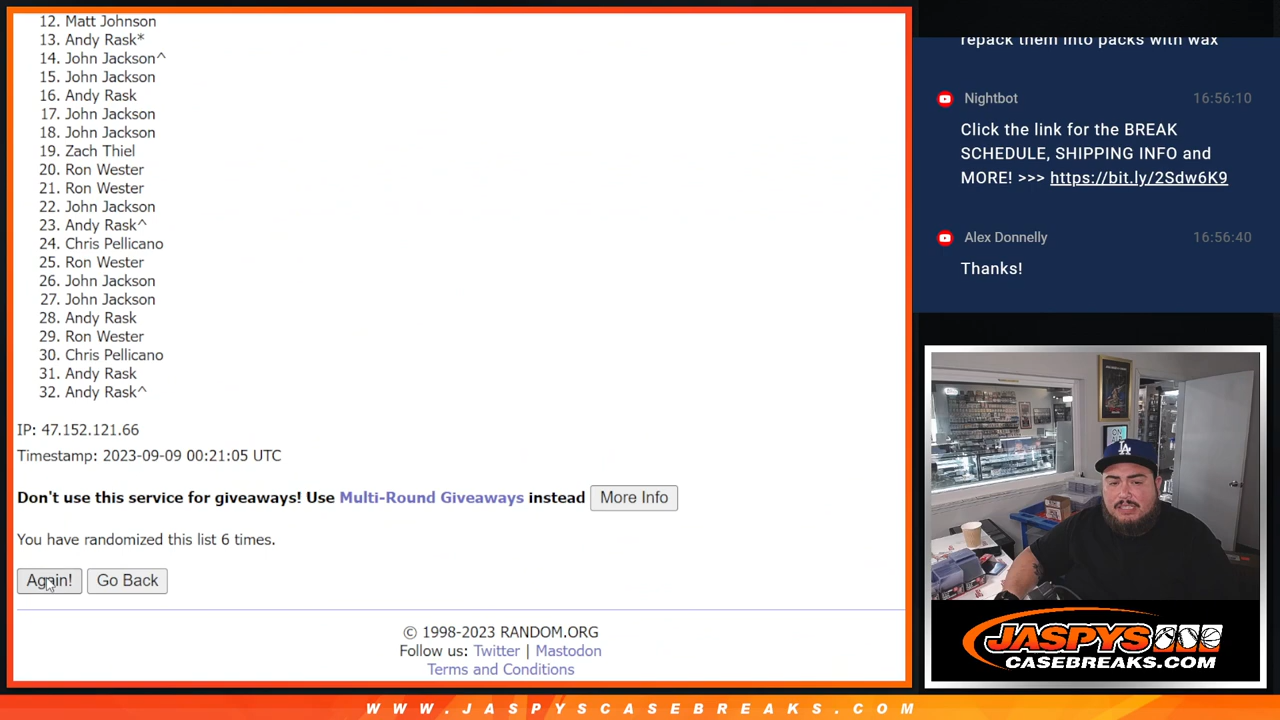 12. Matt Johnson
13. Andy Rask*
14. John Jackson^
15. John Jackson
16. Andy Rask
17. John Jackson
18. John Jackson
19. Zach Thiel
20. Ron Wester
21. Ron Wester
22. John Jackson
23. Andy Rask^
24. Chris Pellicano
25. Ron Wester
26. John Jackson
27. John Jackson
28. Andy Rask
29. Ron Wester
30. Chris Pellicano
31. Andy Rask
32. Andy Rask^
IP: 47.152.121.66
Timestamp: 2023-09-09 00:21:05 UTC
Don't use this service for giveaways! Use Multi-Round Giveaways instead More Info
You have randomized this list 6 times.
Again! Go Back
© 1998-2023 RANDOM.ORG
Follow us: Twitter | Mastodon
Terms and Conditions
repack them into packs with wax
Nightbot 16:56:10
Click the link for the BREAK
SCHEDULE, SHIPPING INFO and
MORE! >>> https://bit.ly/2Sdw6K9
Alex Donnelly 16:56:40
Thanks!
LA
JASPYS
CASEBREAKS.COM
WWW.JASPYSCASEBREAKS.COM